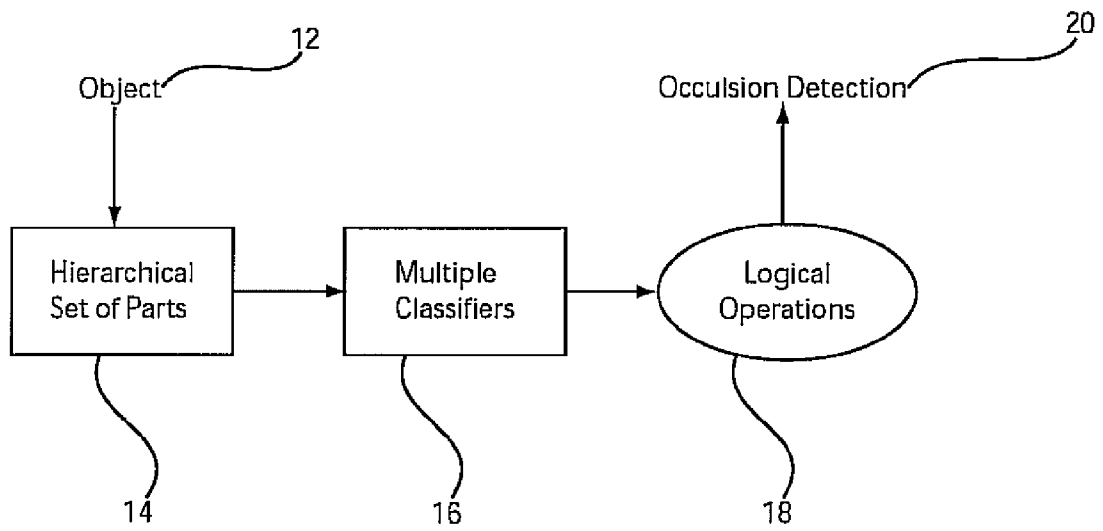 12
20
Object
Occulsion Detection
Hierarchical
Set of Parts
Multiple
Classifiers
Logical
Operations
14
16
18